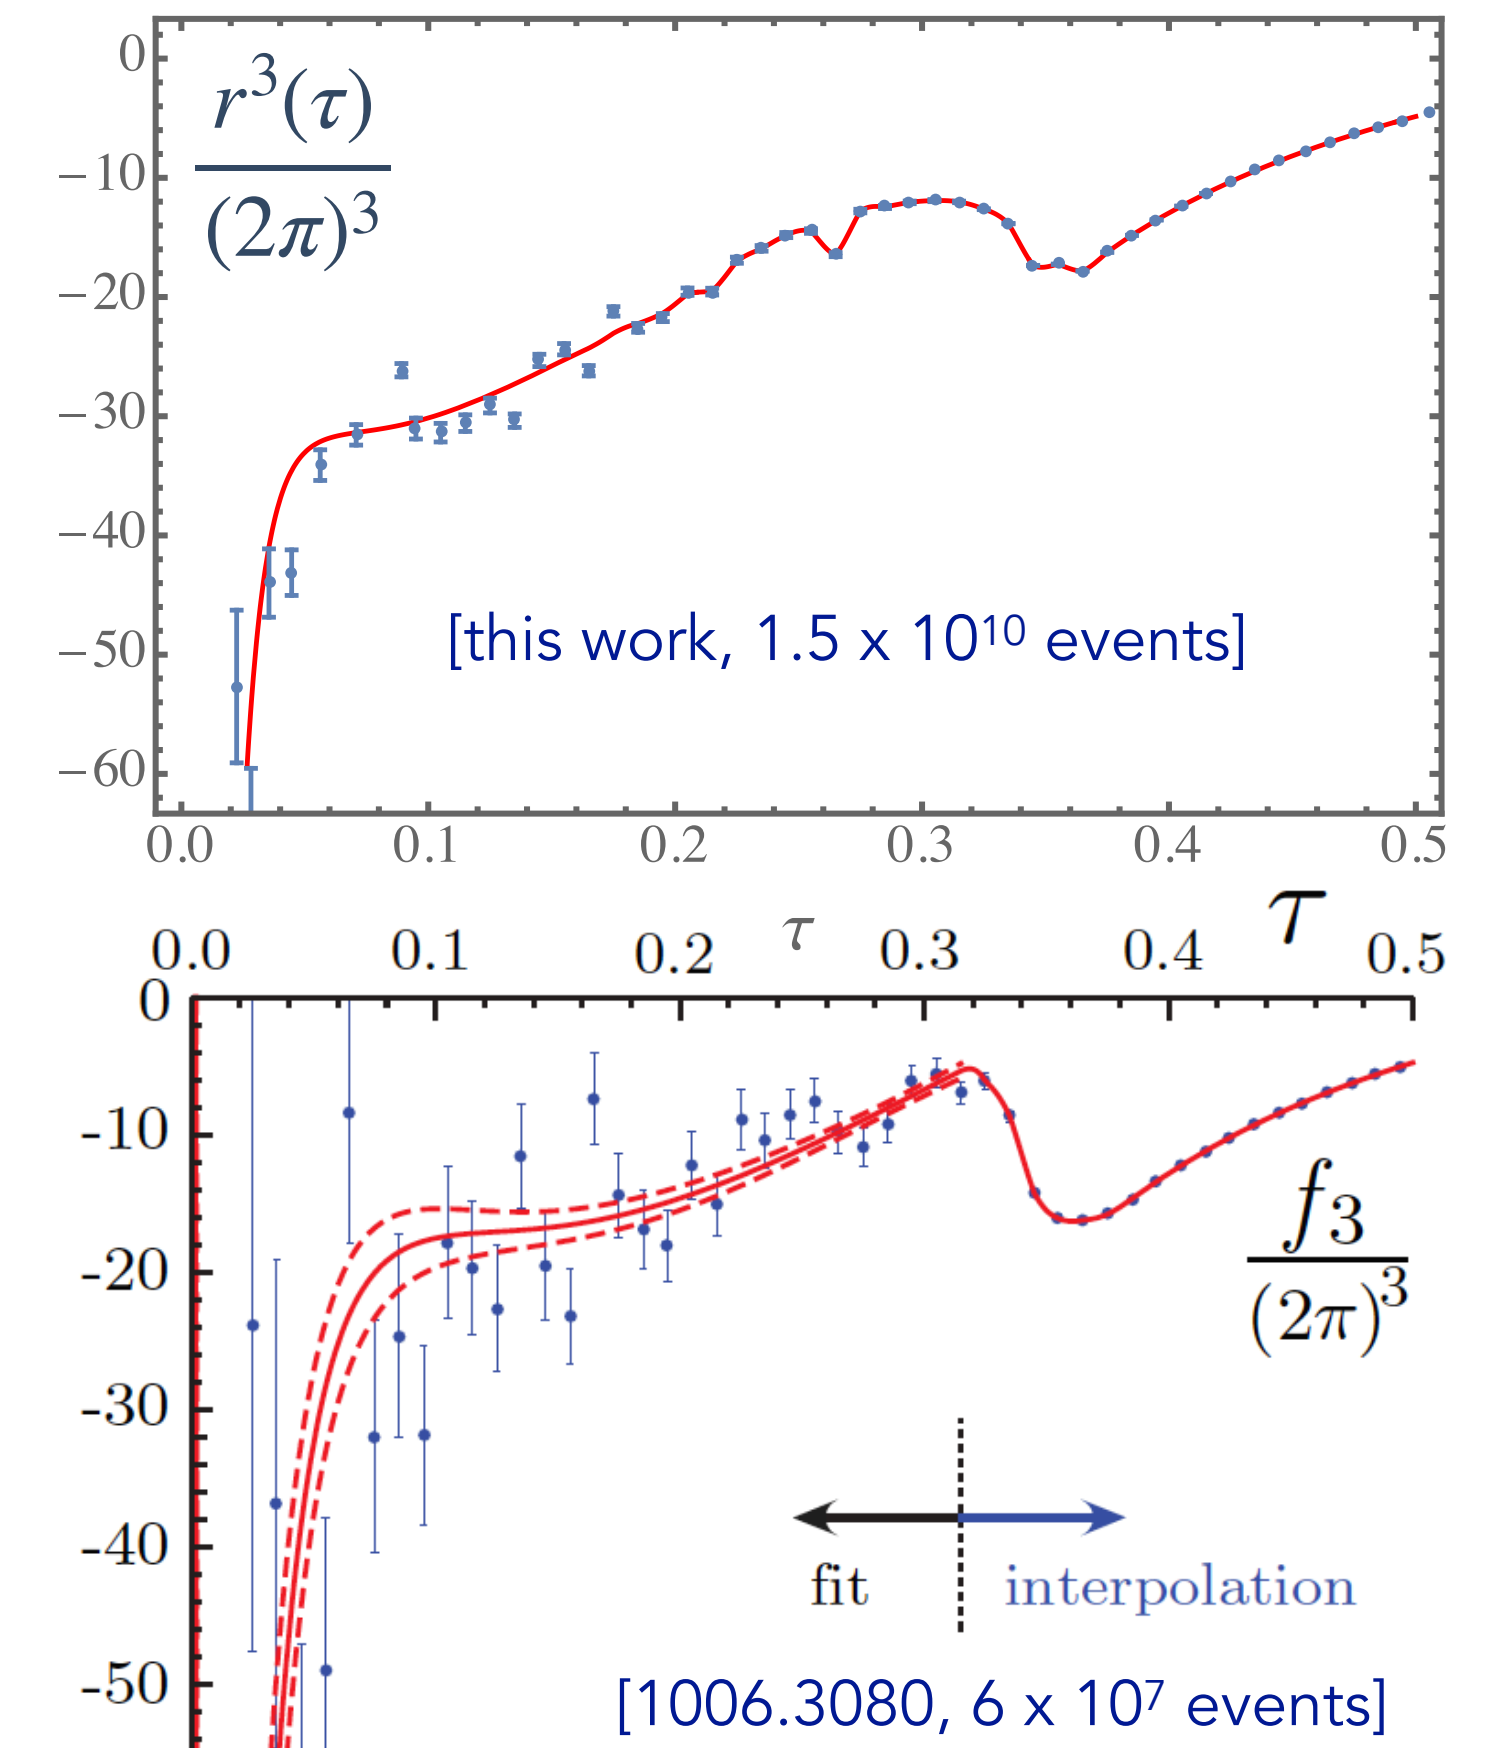 0
r³(τ)
(2π)³
−10
−20
−30
−40
−50
−60
[this work, 1.5 x 10¹⁰ events]
0.0 0.1 0.2 0.3 0.4 0.5
τ
τ
0.0 0.1 0.2 0.3 0.4 0.5
0
-10
-20
-30
-40
-50
f₃
(2π)³
fit interpolation
[1006.3080, 6 x 10⁷ events]